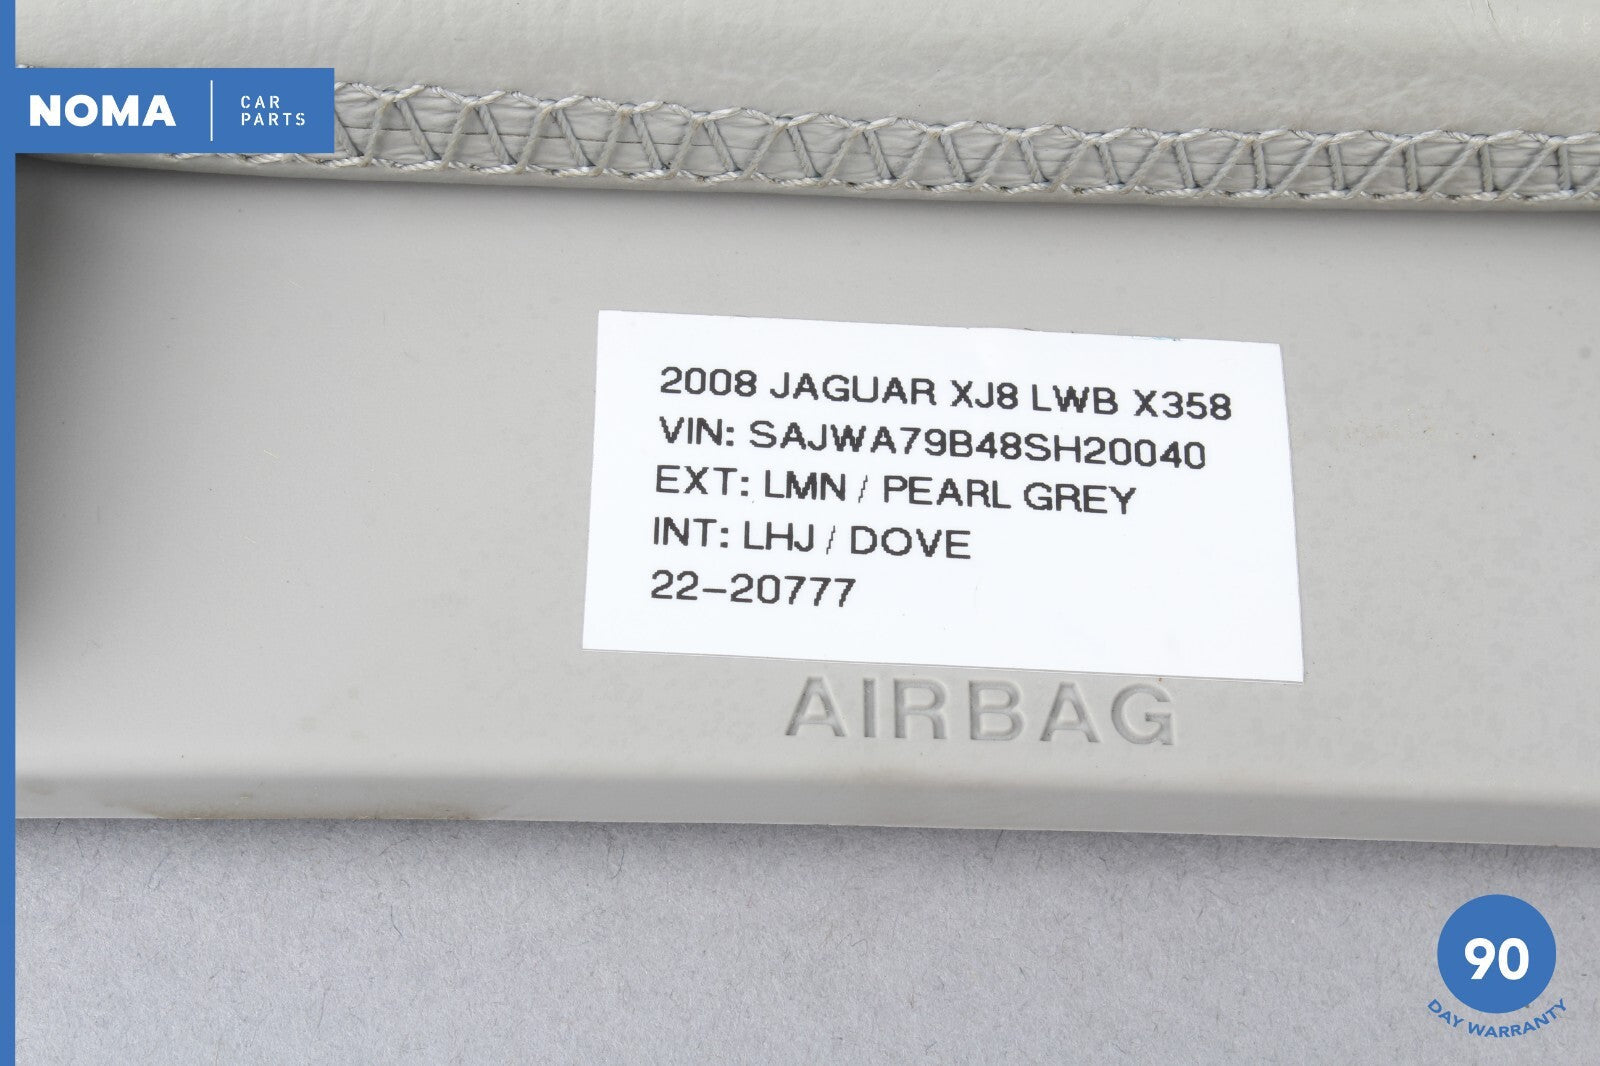 NOMA
CAR
PARTS
2008 JAGUAR XJ8 LWB X358
VIN: SAJWA79B48SH20040
EXT: LMN / PEARL GREY
INT: LHJ / DOVE
22-20777
AIRBAG
90
DAY WARRANTY